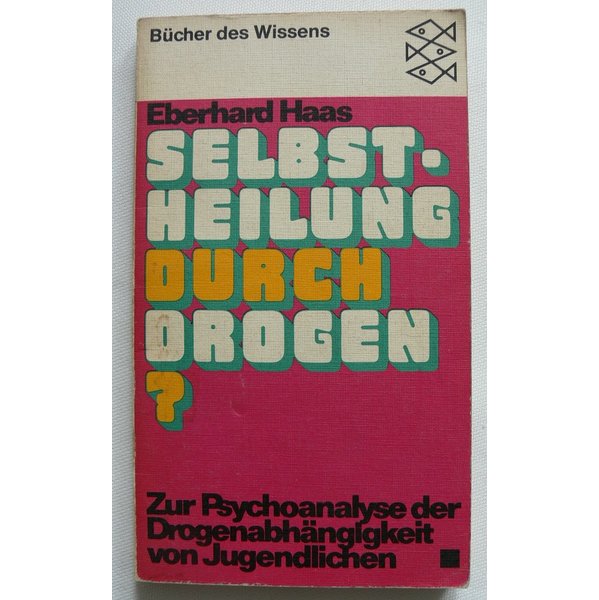 Bücher des Wissens
Eberhard Haas
SELBST-
HEILUNG
DURCH
DROGEN
?
Zur Psychoanalyse der
Drogenabhängigkeit
von Jugendlichen